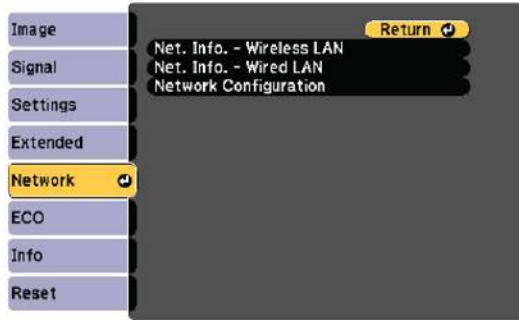 Image
Signal
Settings
Extended
Network
ECO
Info
Reset
Return
Net. Info. - Wireless LAN
Net. Info. - Wired LAN
Network Configuration